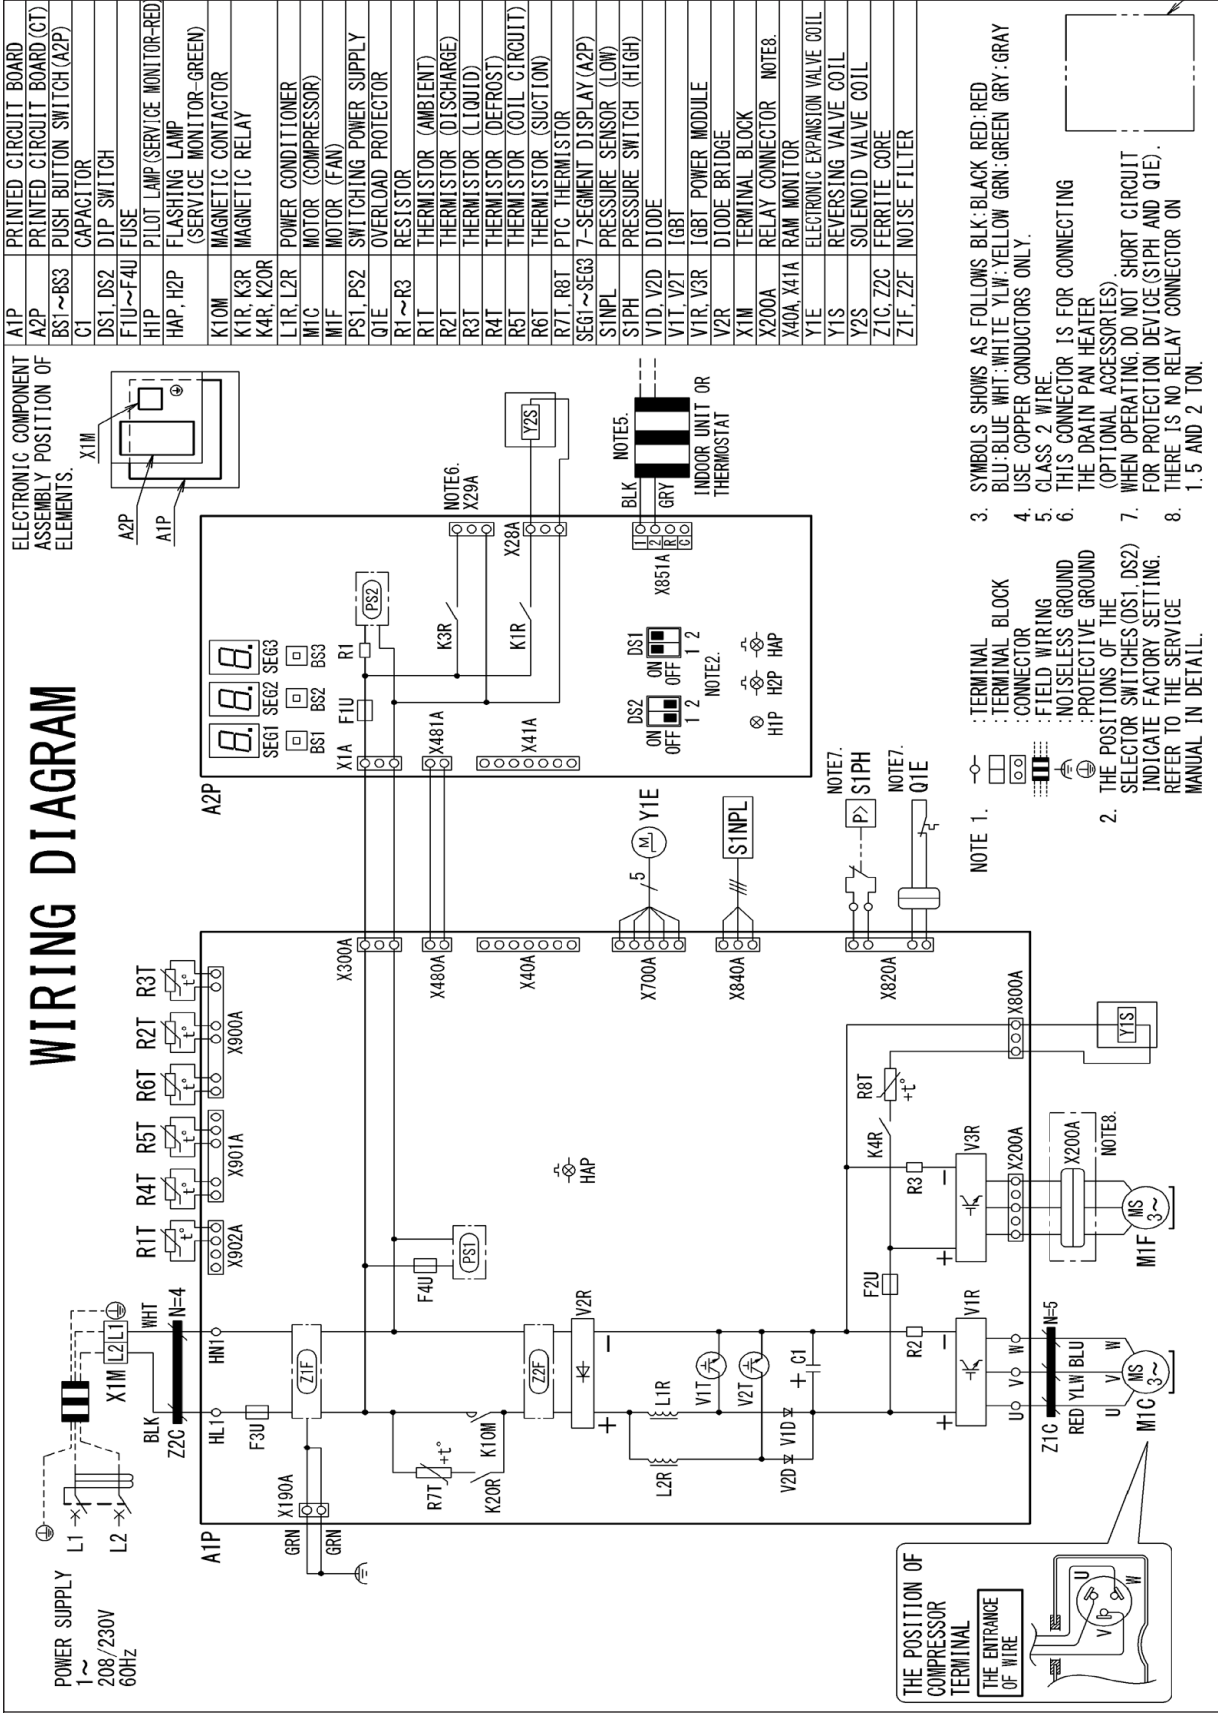 WIRING DIAGRAM
POWER SUPPLY
1~
208/230V
60Hz
L1
L2
X1M
L2 L1
BLK
WHT
Z2C
N=4
HL1
HN1
A1P
F3U
X190A
GRN
GRN
Z1F
R7T
+t°
K10M
K20R
Z2F
V2R
+
−
L1R
L2R
V1T
V2T
V1D
V2D
C1
+
F4U
PS1
F2U
R2
R3
V1R
+
−
V3R
+
−
K4R
R8T
+t°
X200A
X800A
Y1S
U
V
W
Z1C
N=5
RED
YLW
BLU
U
V
W
MS
3~
M1C
X200A
NOTE8.
MS
3~
M1F
HAP
R1T
t°
R4T
t°
R5T
t°
R6T
t°
R2T
t°
R3T
t°
X902A
X901A
X900A
X300A
X480A
X40A
X700A
X840A
X820A
5
M
Y1E
S1NPL
NOTE7.
P>
S1PH
NOTE7.
Q1E
A2P
X1A
X481A
X41A
SEG1
SEG2
SEG3
8.
8.
8.
BS1
BS2
BS3
F1U
R1
PS2
K3R
K1R
NOTE6.
X29A
X28A
Y2S
DS2
ON
OFF
1 2
DS1
ON
OFF
1 2
NOTE2.
H1P
H2P
HAP
X851A
1
2
R
C
BLK
GRY
NOTE5.
INDOOR UNIT OR
THERMOSTAT
ELECTRONIC COMPONENT
ASSEMBLY POSITION OF
ELEMENTS.
X1M
A2P
A1P
THE POSITION OF
COMPRESSOR
TERMINAL
THE ENTRANCE
OF WIRE
U
V
W
A1P PRINTED CIRCUIT BOARD
A2P PRINTED CIRCUIT BOARD(CT)
BS1~BS3 PUSH BUTTON SWITCH(A2P)
C1 CAPACITOR
DS1, DS2 DIP SWITCH
F1U~F4U FUSE
H1P PILOT LAMP(SERVICE MONITOR-RED)
HAP, H2P FLASHING LAMP
(SERVICE MONITOR-GREEN)
K10M MAGNETIC CONTACTOR
K1R, K3R MAGNETIC RELAY
K4R, K20R
L1R, L2R POWER CONDITIONER
M1C MOTOR (COMPRESSOR)
M1F MOTOR (FAN)
PS1, PS2 SWITCHING POWER SUPPLY
Q1E OVERLOAD PROTECTOR
R1~R3 RESISTOR
R1T THERMISTOR (AMBIENT)
R2T THERMISTOR (DISCHARGE)
R3T THERMISTOR (LIQUID)
R4T THERMISTOR (DEFROST)
R5T THERMISTOR (COIL CIRCUIT)
R6T THERMISTOR (SUCTION)
R7T, R8T PTC THERMISTOR
SEG1~SEG3 7-SEGMENT DISPLAY(A2P)
S1NPL PRESSURE SENSOR (LOW)
S1PH PRESSURE SWITCH (HIGH)
V1D, V2D DIODE
V1T, V2T IGBT
V1R, V3R IGBT POWER MODULE
V2R DIODE BRIDGE
X1M TERMINAL BLOCK
X200A RELAY CONNECTOR NOTE8.
X40A, X41A RAM MONITOR
Y1E ELECTRONIC EXPANSION VALVE COIL
Y1S REVERSING VALVE COIL
Y2S SOLENOID VALVE COIL
Z1C, Z2C FERRITE CORE
Z1F, Z2F NOISE FILTER
NOTE 1.
:TERMINAL
:TERMINAL BLOCK
:CONNECTOR
:FIELD WIRING
:NOISELESS GROUND
:PROTECTIVE GROUND
2. THE POSITIONS OF THE
SELECTOR SWITCHES(DS1, DS2)
INDICATE FACTORY SETTING.
REFER TO THE SERVICE
MANUAL IN DETAIL.
3. SYMBOLS SHOWS AS FOLLOWS BLK:BLACK RED:RED
BLU:BLUE WHT:WHITE YLW:YELLOW GRN:GREEN GRY:GRAY
4. USE COPPER CONDUCTORS ONLY.
5. CLASS 2 WIRE.
6. THIS CONNECTOR IS FOR CONNECTING
THE DRAIN PAN HEATER
(OPTIONAL ACCESSORIES).
7. WHEN OPERATING, DO NOT SHORT CIRCUIT
FOR PROTECTION DEVICE(S1PH AND Q1E).
8. THERE IS NO RELAY CONNECTOR ON
1.5 AND 2 TON.